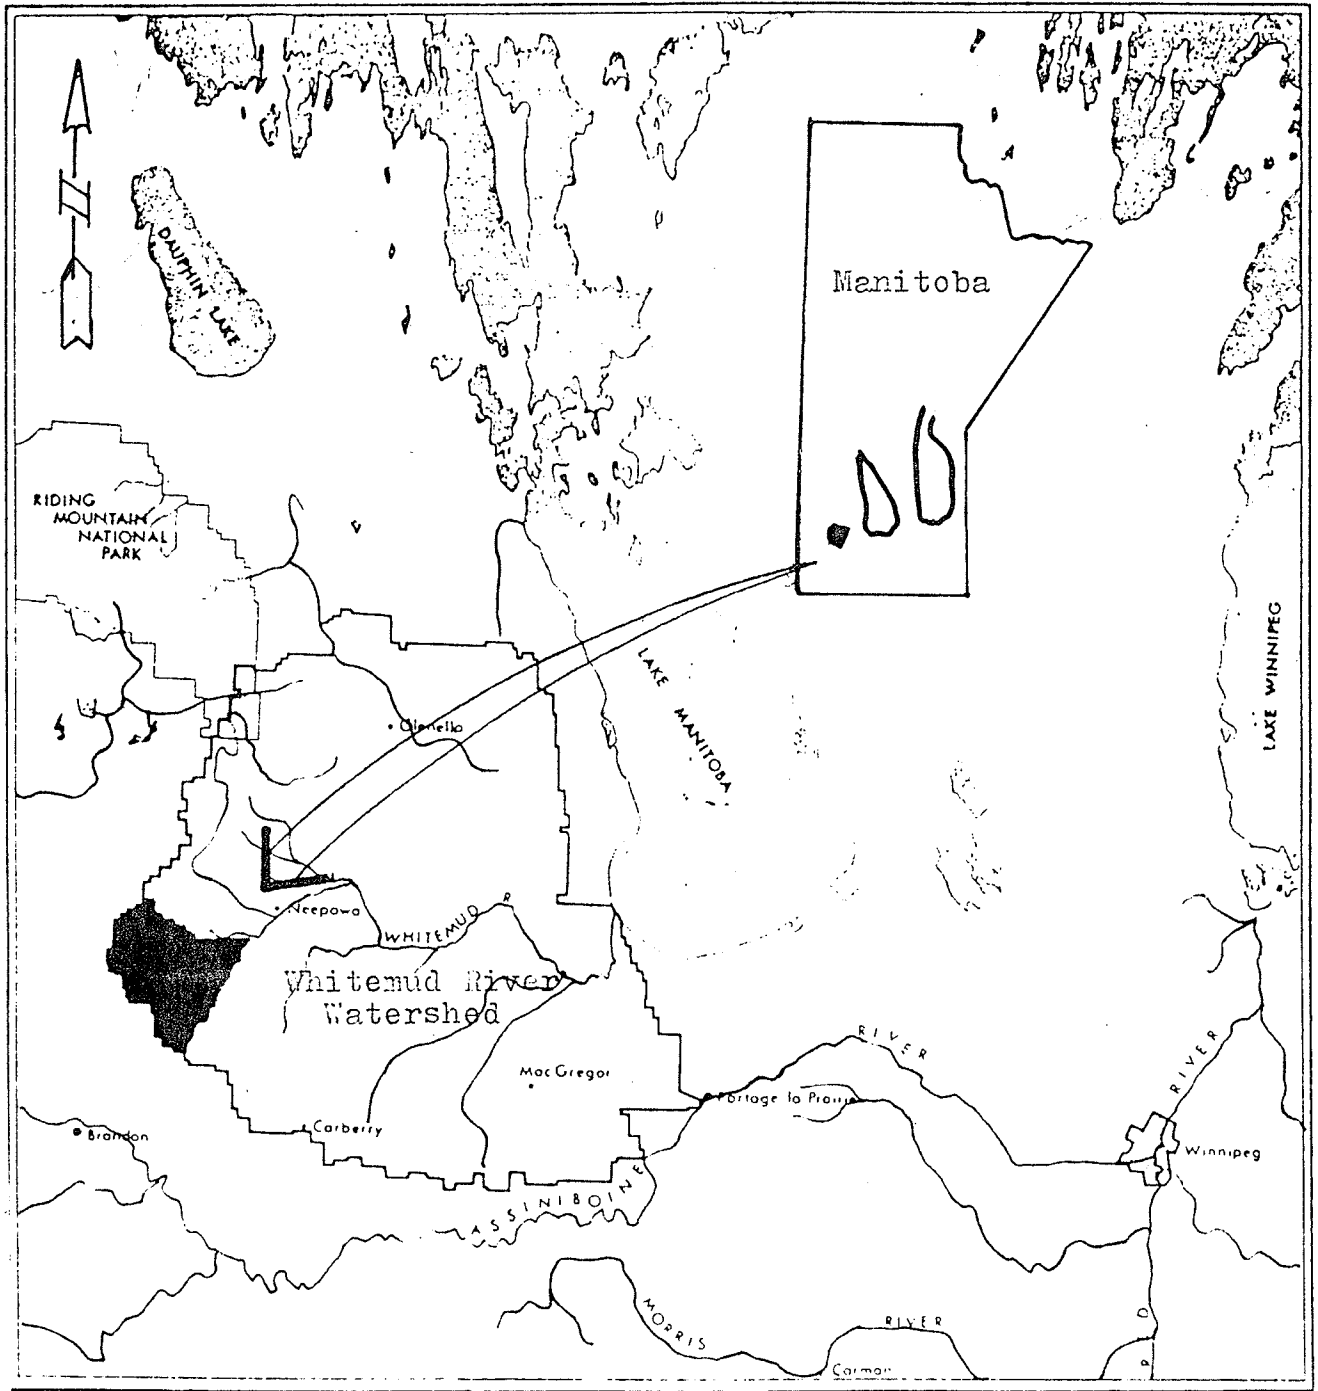 N
DAUPHIN LAKE
Manitoba
RIDING
MOUNTAIN
NATIONAL
PARK
LAKE MANITOBA
LAKE WINNIPEG
Glenella
Neepawa
WHITEMUD R
Whitemud River
Watershed
MacGregor
RIVER
RIVER
Portage la Prairie
Brandon
Carberry
Winnipeg
ASSINIBOINE
MORRIS
RIVER
Carman
D